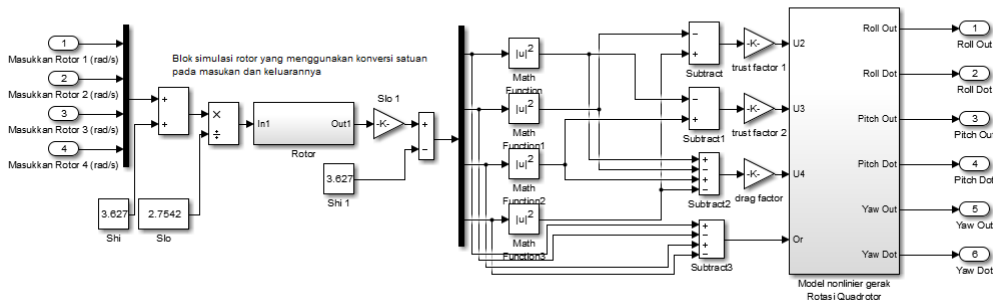 1
Masukkan Rotor 1 (rad/s)
2
Masukkan Rotor 2 (rad/s)
3
Masukkan Rotor 3 (rad/s)
4
Masukkan Rotor 4 (rad/s)
Blok simulasi rotor yang menggunakan konversi satuan
pada masukan dan keluarannya
+
+
3.627
Shi
2.7542
Slo
×
÷
In1
Out1
Rotor
Slo 1
-K-
3.627
Shi 1
+
−
|u|²
Math
Function
|u|²
Math
Function1
|u|²
Math
Function2
|u|²
Math
Function3
−
+
Subtract
−
+
Subtract1
+
−
+
−
Subtract2
+
−
+
−
Subtract3
-K-
trust factor 1
-K-
trust factor 2
-K-
drag factor
U2
U3
U4
Or
Roll Out
Roll Dot
Pitch Out
Pitch Dot
Yaw Out
Yaw Dot
Model nonlinier gerak
Rotasi Quadrotor
1
Roll Out
2
Roll Dot
3
Pitch Out
4
Pitch Dot
5
Yaw Out
6
Yaw Dot